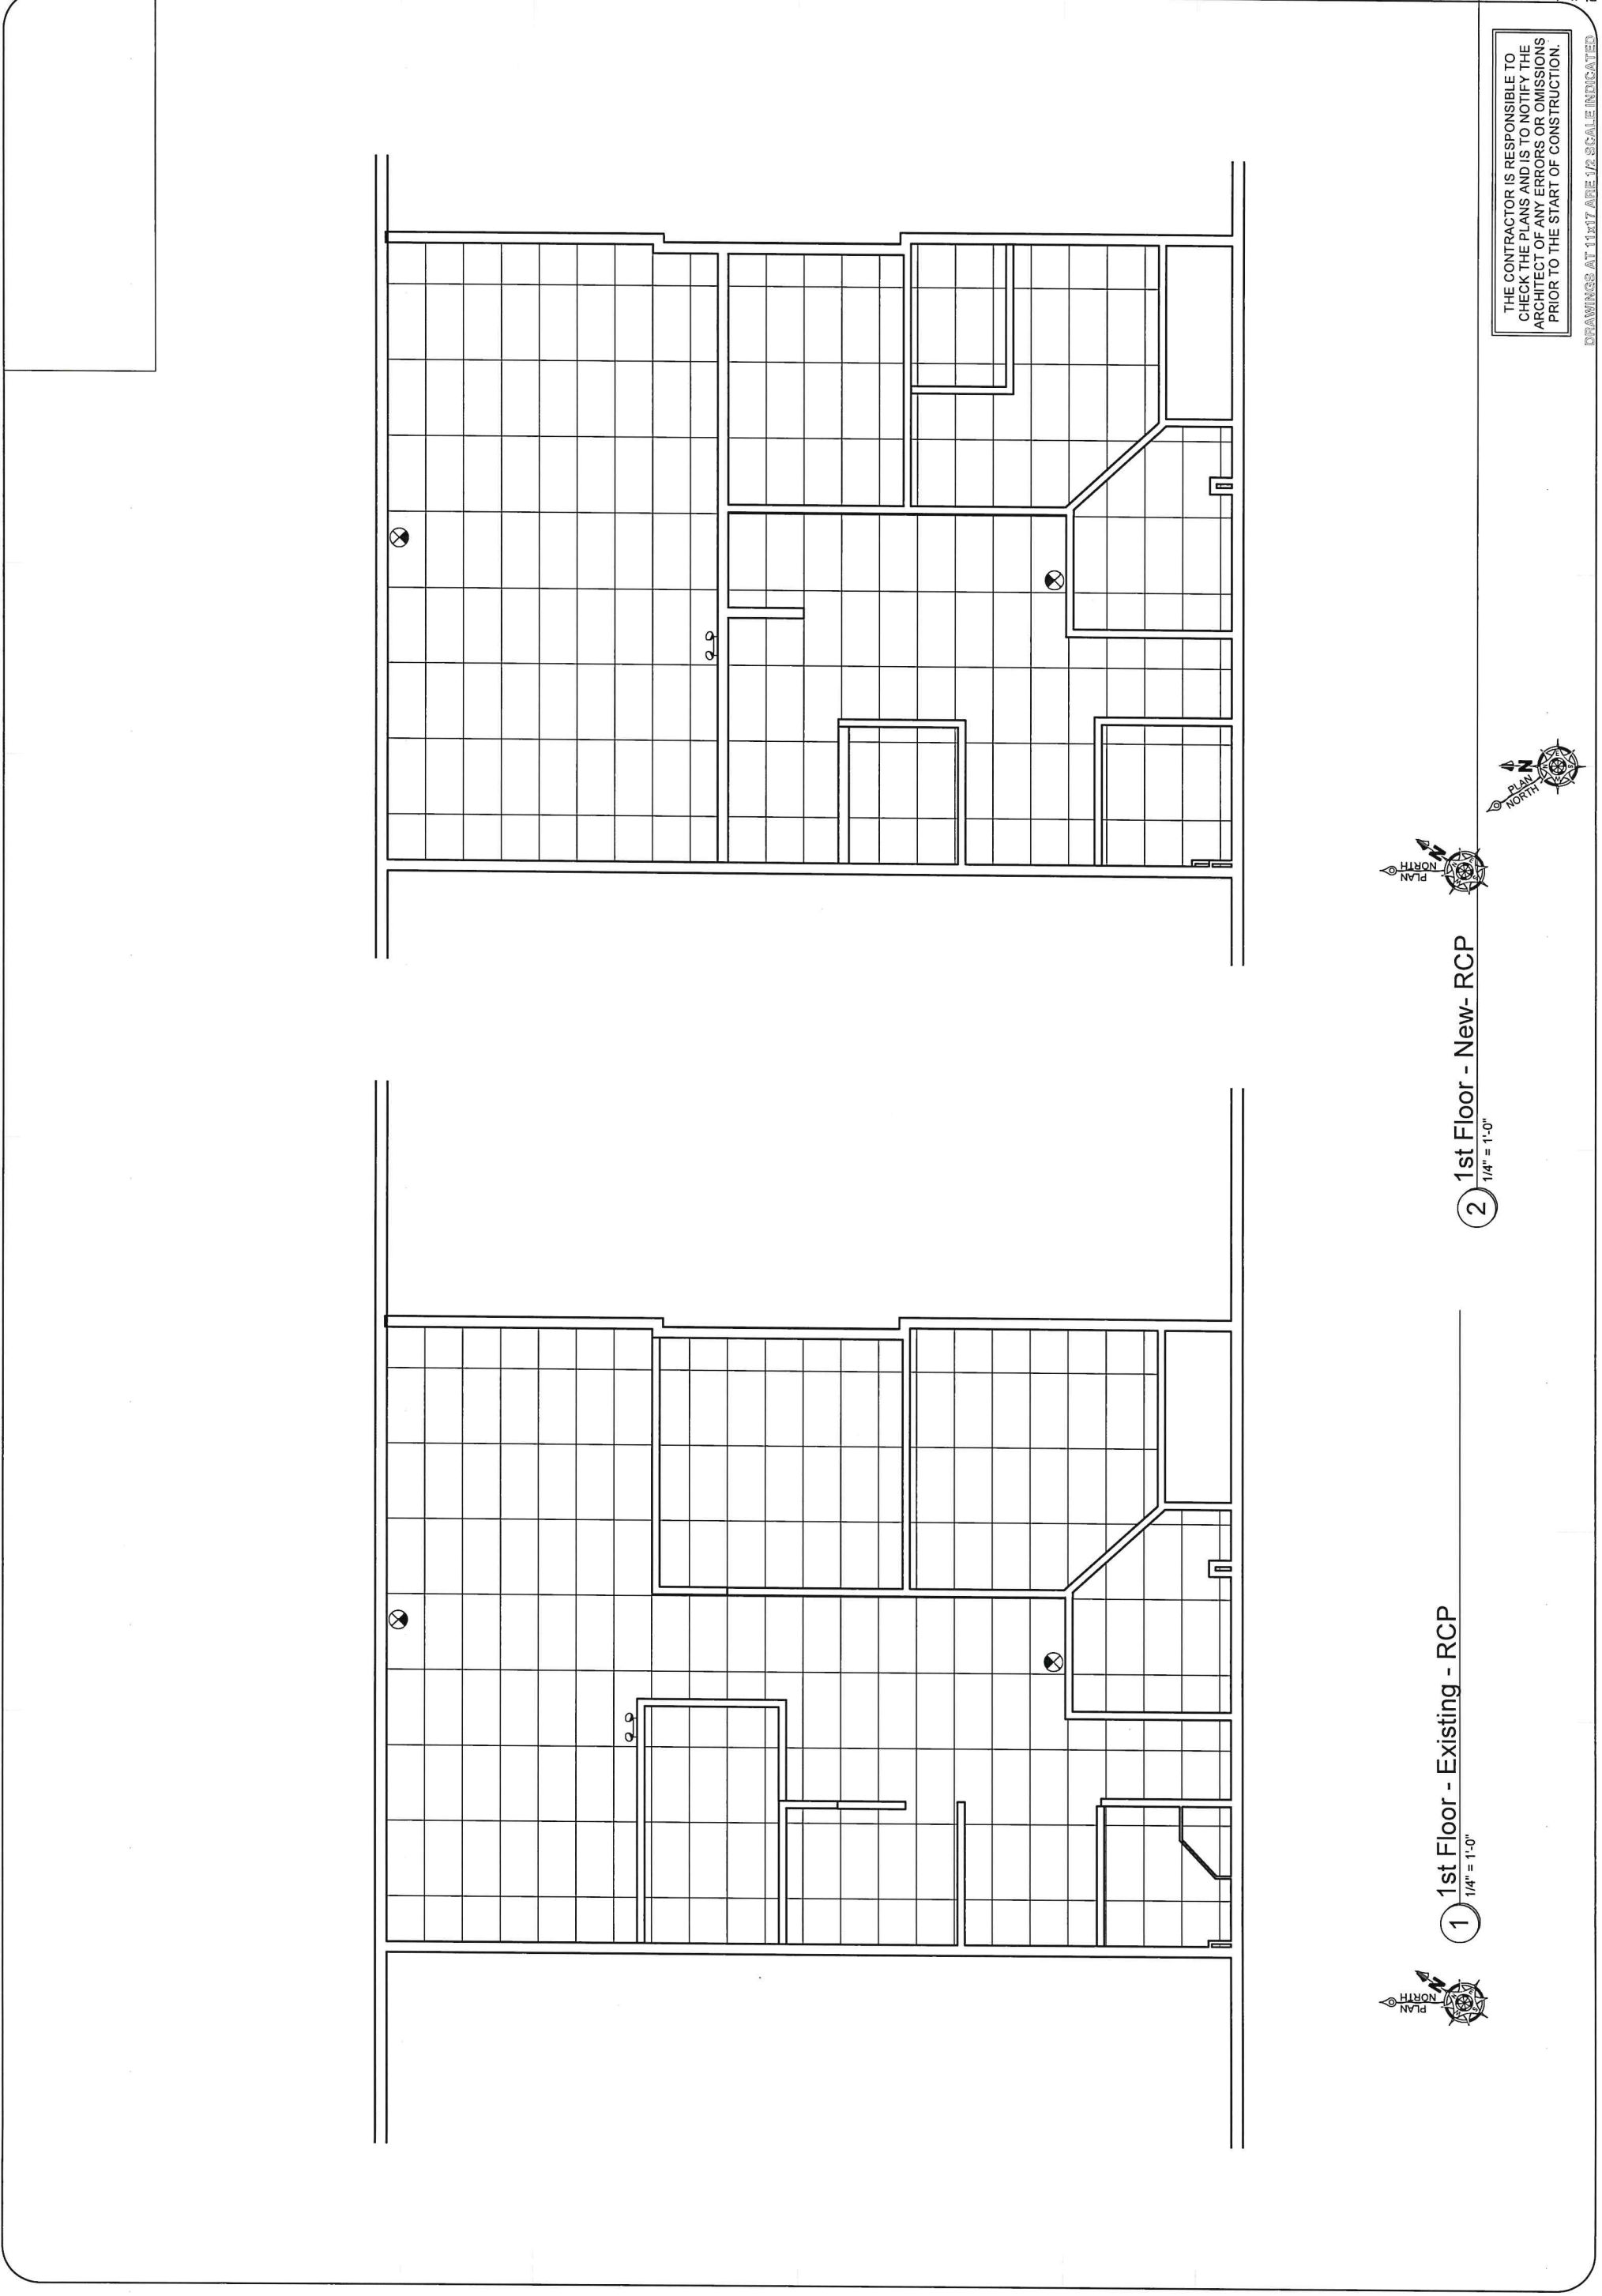 1
1st Floor - Existing - RCP
1/4" = 1'-0"
PLAN
NORTH
N
2
1st Floor - New- RCP
1/4" = 1'-0"
PLAN
NORTH
N
PLAN
NORTH
N
THE CONTRACTOR IS RESPONSIBLE TO
CHECK THE PLANS AND IS TO NOTIFY THE
ARCHITECT OF ANY ERRORS OR OMISSIONS
PRIOR TO THE START OF CONSTRUCTION.
DRAWINGS AT 11x17 ARE 1/2 SCALE INDICATED